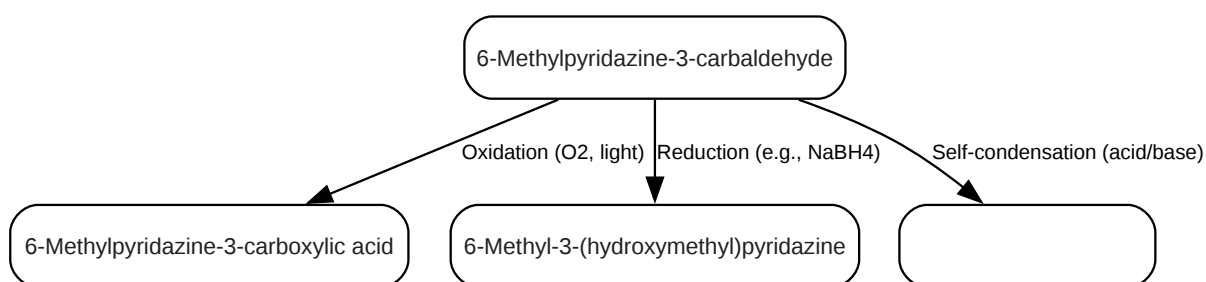 6-Methylpyridazine-3-carbaldehyde
Oxidation (O2, light)
Reduction (e.g., NaBH4)
Self-condensation (acid/base)
6-Methylpyridazine-3-carboxylic acid
6-Methyl-3-(hydroxymethyl)pyridazine